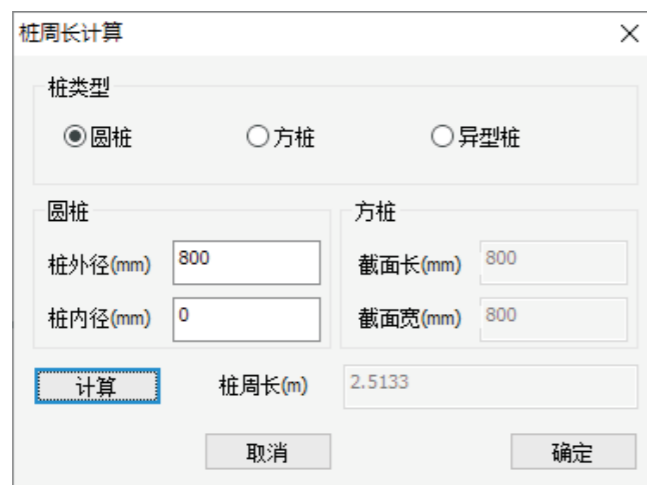 桩周长计算
桩类型
圆桩 方桩 异型桩
圆桩 方桩
桩外径(mm) 800 截面长(mm) 800
桩内径(mm) 0 截面宽(mm) 800
计算 桩周长(m) 2.5133
取消 确定